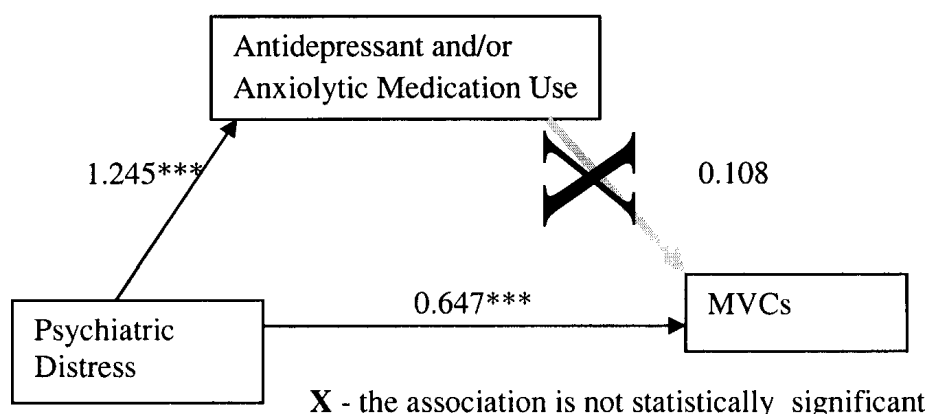 Antidepressant and/or
Anxiolytic Medication Use
1.245***
X
0.108
0.647***
MVCs
Psychiatric
Distress
X - the association is not statistically significant